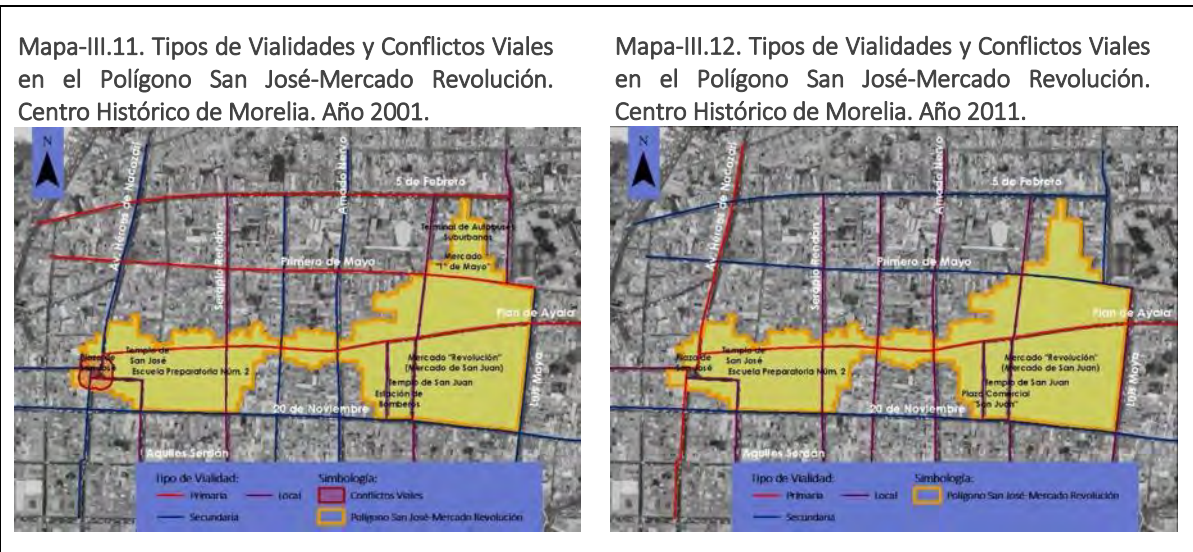 Mapa-III.11. Tipos de Vialidades y Conflictos Viales
en el Polígono San José-Mercado Revolución.
Centro Histórico de Morelia. Año 2001.
N
Av. Héroes de Nocozari
Amado Nervo
5 de Febrero
Terminal de Autobuses
Suburbanos
Mercado
"1° de Mayo"
Serapio Rendón
Primero de Mayo
Plan de Ayala
Plaza de
San José
Templo de
San José
Escuela Preparatoria Núm. 2
Mercado "Revolución"
(Mercado de San Juan)
Templo de San Juan
Estación de
Bomberos
Luis Moya
20 de Noviembre
Aquiles Serdán
Tipo de Vialidad:
Primaria
Local
Secundaria
Simbología:
Conflictos Viales
Polígono San José-Mercado Revolución
Mapa-III.12. Tipos de Vialidades y Conflictos Viales
en el Polígono San José-Mercado Revolución.
Centro Histórico de Morelia. Año 2011.
N
Av. Héroes de Nocozari
Amado Nervo
5 de Febrero
Serapio Rendón
Primero de Mayo
Plan de Ayala
Plaza de
San José
Templo de
San José
Escuela Preparatoria Núm. 2
Mercado "Revolución"
(Mercado de San Juan)
Templo de San Juan
Plaza Comercial
"San Juan"
Luis Moya
20 de Noviembre
Aquiles Serdán
Tipo de Vialidad:
Primaria
Local
Secundaria
Simbología:
Polígono San José-Mercado Revolución